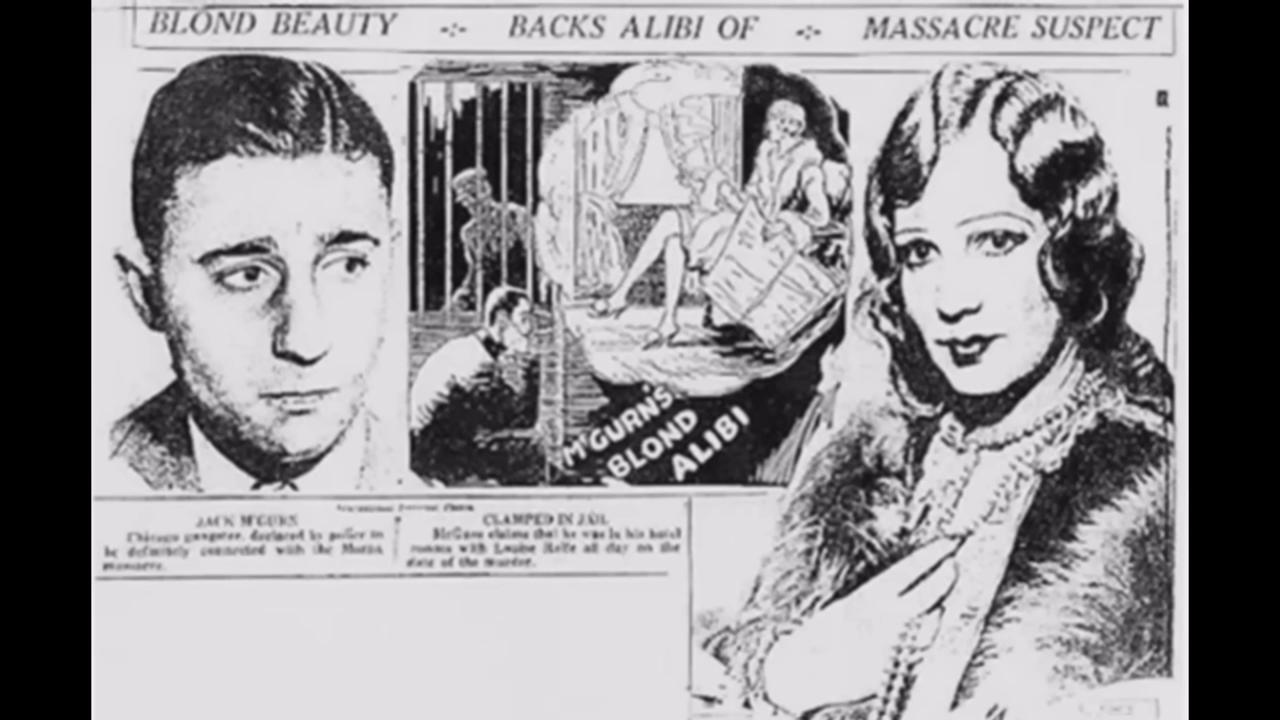 BLOND BEAUTY -:- BACKS ALIBI OF -:- MASSACRE SUSPECT
M'GURN'S
BLOND
ALIBI
JACK M'GURN
Chicago gangster, declared by police to
be definitely connected with the Moran
massacre.
CLAMPED IN JAIL
McGurn claims that he was in his hotel
rooms with Louise Rolfe all day on the
date of the murder.